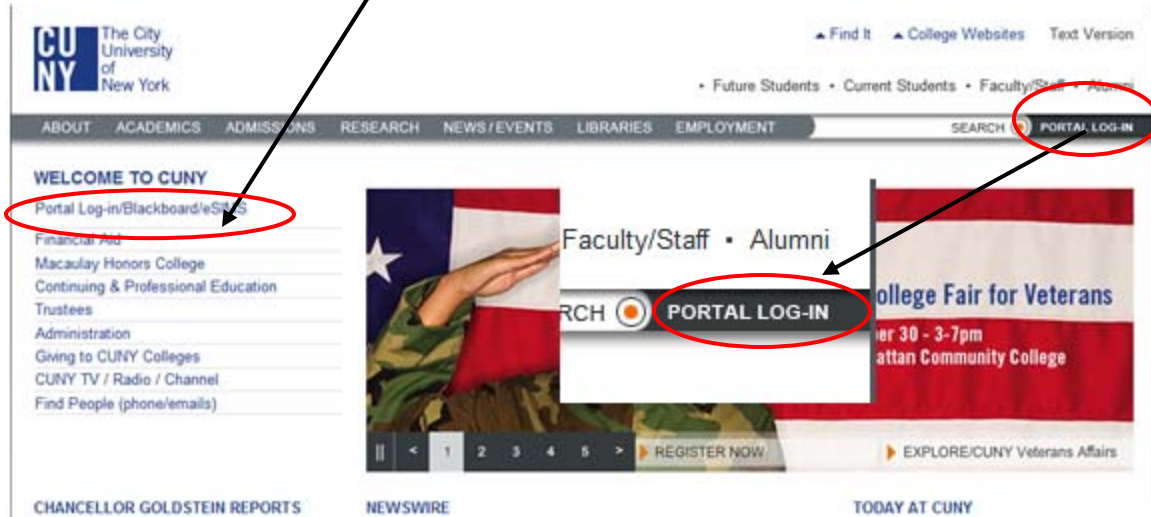 CU
NY
The City
University
of
New York
Find It College Websites Text Version
• Future Students • Current Students • Faculty/Staff • Alumni
ABOUT ACADEMICS ADMISSIONS RESEARCH NEWS/EVENTS LIBRARIES EMPLOYMENT SEARCH PORTAL LOG-IN
WELCOME TO CUNY
Portal Log-in/Blackboard/eSIMS
Financial Aid
Macaulay Honors College
Continuing & Professional Education
Trustees
Administration
Giving to CUNY Colleges
CUNY TV / Radio / Channel
Find People (phone/emails)
Faculty/Staff • Alumni
RCH PORTAL LOG-IN
ollege Fair for Veterans
er 30 - 3-7pm
attan Community College
|| < 1 2 3 4 5 > REGISTER NOW EXPLORE/CUNY Veterans Affairs
CHANCELLOR GOLDSTEIN REPORTS NEWSWIRE TODAY AT CUNY